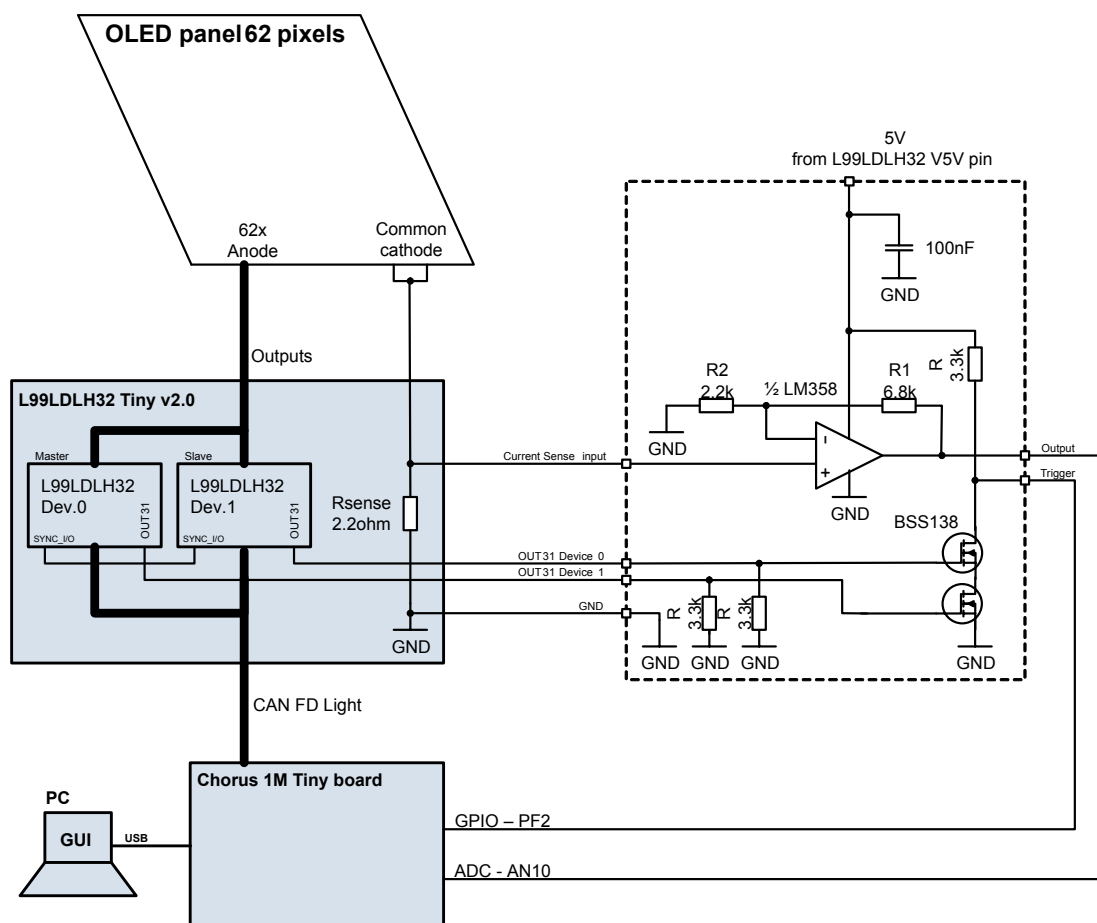 OLED panel 62 pixels
62x
Anode
Common
cathode
Outputs
5V
from L99LDLH32 V5V pin
100nF
GND
R
3.3k
R2
2.2k
½ LM358
R1
6.8k
GND
-
+
GND
Output
Trigger
BSS138
L99LDLH32 Tiny v2.0
Master
L99LDLH32
Dev.0
SYNC_I/O
OUT31
Slave
L99LDLH32
Dev.1
SYNC_I/O
OUT31
Rsense
2.2ohm
GND
Current Sense input
OUT31 Device 0
OUT31 Device 1
GND
R
3.3k
R
3.3k
GND
GND
GND
GND
CAN FD Light
Chorus 1M Tiny board
PC
GUI
USB
GPIO – PF2
ADC - AN10